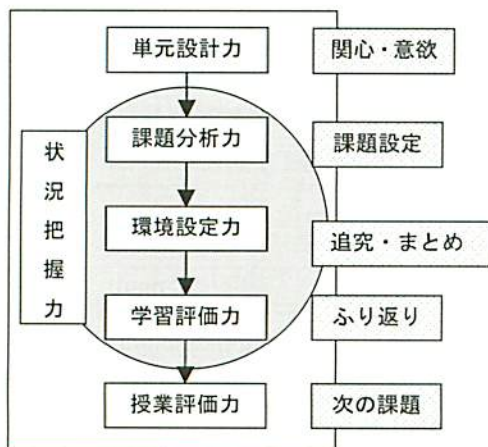 単元設計力
関心・意欲
課題分析力
課題設定
状況把握力
環境設定力
追究・まとめ
学習評価力
ふり返り
授業評価力
次の課題